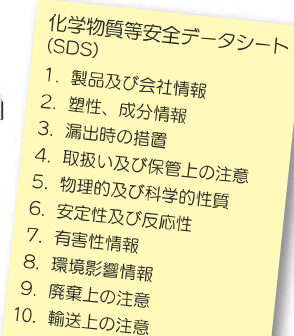 化学物質等安全データシート
(SDS)
1. 製品及び会社情報
2. 塑性、成分情報
3. 漏出時の措置
4. 取扱い及び保管上の注意
5. 物理的及び科学的性質
6. 安定性及び反応性
7. 有害性情報
8. 環境影響情報
9. 廃棄上の注意
10. 輸送上の注意